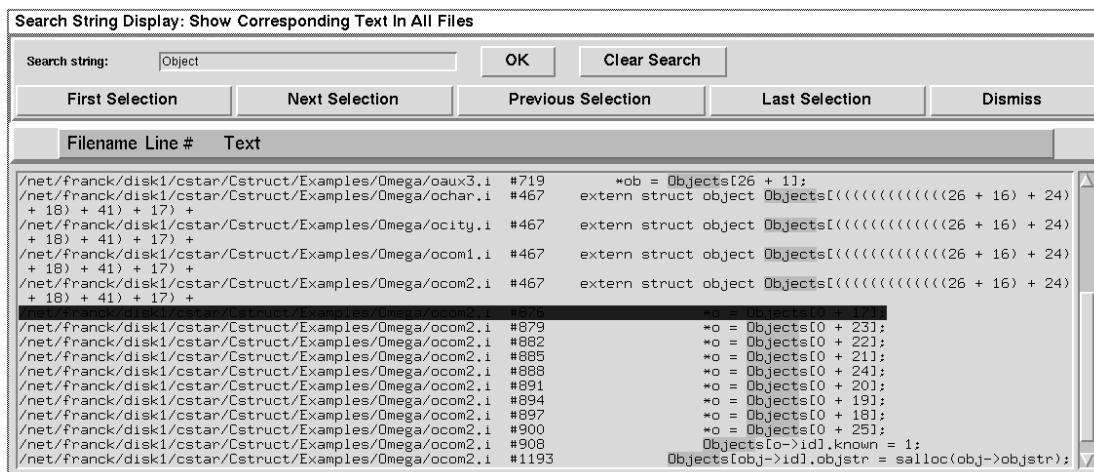 Search String Display: Show Corresponding Text In All Files
Search string: Object OK Clear Search
First Selection Next Selection Previous Selection Last Selection Dismiss
Filename Line # Text
/net/franck/disk1/cstar/Cstruct/Examples/Omega/oaux3.i #719 *ob = Objects[26 + 1];
/net/franck/disk1/cstar/Cstruct/Examples/Omega/ochar.i #467 extern struct object Objects[(((((((((((((26 + 16) + 24)
+ 18) + 41) + 17) +
/net/franck/disk1/cstar/Cstruct/Examples/Omega/ocity.i #467 extern struct object Objects[(((((((((((((26 + 16) + 24)
+ 18) + 41) + 17) +
/net/franck/disk1/cstar/Cstruct/Examples/Omega/ocom1.i #467 extern struct object Objects[(((((((((((((26 + 16) + 24)
+ 18) + 41) + 17) +
/net/franck/disk1/cstar/Cstruct/Examples/Omega/ocom2.i #467 extern struct object Objects[(((((((((((((26 + 16) + 24)
+ 18) + 41) + 17) +
/net/franck/disk1/cstar/Cstruct/Examples/Omega/ocom2.i #876 *o = Objects[0 + 17];
/net/franck/disk1/cstar/Cstruct/Examples/Omega/ocom2.i #879 *o = Objects[0 + 23];
/net/franck/disk1/cstar/Cstruct/Examples/Omega/ocom2.i #882 *o = Objects[0 + 22];
/net/franck/disk1/cstar/Cstruct/Examples/Omega/ocom2.i #885 *o = Objects[0 + 21];
/net/franck/disk1/cstar/Cstruct/Examples/Omega/ocom2.i #888 *o = Objects[0 + 24];
/net/franck/disk1/cstar/Cstruct/Examples/Omega/ocom2.i #891 *o = Objects[0 + 20];
/net/franck/disk1/cstar/Cstruct/Examples/Omega/ocom2.i #894 *o = Objects[0 + 19];
/net/franck/disk1/cstar/Cstruct/Examples/Omega/ocom2.i #897 *o = Objects[0 + 18];
/net/franck/disk1/cstar/Cstruct/Examples/Omega/ocom2.i #900 *o = Objects[0 + 25];
/net/franck/disk1/cstar/Cstruct/Examples/Omega/ocom2.i #908 Objects[o->id].known = 1;
/net/franck/disk1/cstar/Cstruct/Examples/Omega/ocom2.i #1193 Objects[obj->id].objstr = salloc(obj->objstr);